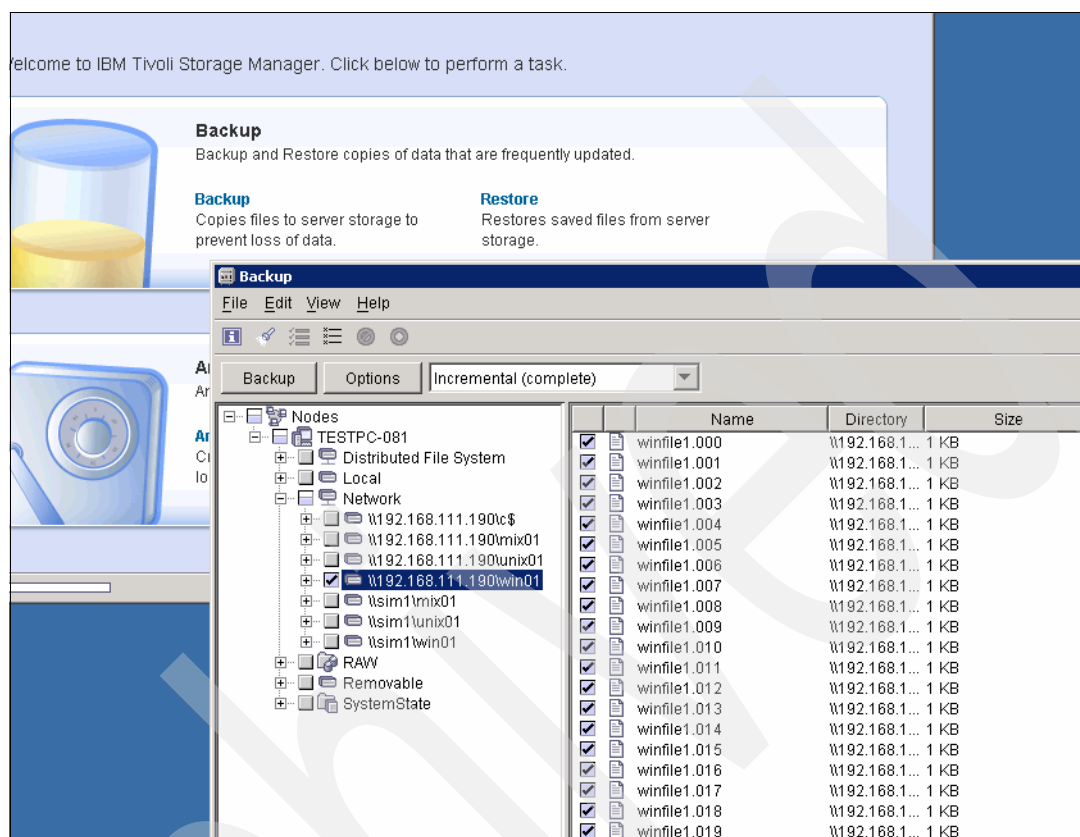 elcome to IBM Tivoli Storage Manager. Click below to perform a task.
Backup
Backup and Restore copies of data that are frequently updated.
Backup
Copies files to server storage to
prevent loss of data.
Restore
Restores saved files from server
storage.
Backup
File Edit View Help
Backup Options Incremental (complete)
Nodes
TESTPC-081
Distributed File System
Local
Network
\\192.168.111.190\c$
\\192.168.111.190\mix01
\\192.168.111.190\unix01
\\192.168.111.190\win01
\\sim1\mix01
\\sim1\unix01
\\sim1\win01
RAW
Removable
SystemState
Name Directory Size
winfile1.000 \\192.168.1... 1 KB
winfile1.001 \\192.168.1... 1 KB
winfile1.002 \\192.168.1... 1 KB
winfile1.003 \\192.168.1... 1 KB
winfile1.004 \\192.168.1... 1 KB
winfile1.005 \\192.168.1... 1 KB
winfile1.006 \\192.168.1... 1 KB
winfile1.007 \\192.168.1... 1 KB
winfile1.008 \\192.168.1... 1 KB
winfile1.009 \\192.168.1... 1 KB
winfile1.010 \\192.168.1... 1 KB
winfile1.011 \\192.168.1... 1 KB
winfile1.012 \\192.168.1... 1 KB
winfile1.013 \\192.168.1... 1 KB
winfile1.014 \\192.168.1... 1 KB
winfile1.015 \\192.168.1... 1 KB
winfile1.016 \\192.168.1... 1 KB
winfile1.017 \\192.168.1... 1 KB
winfile1.018 \\192.168.1... 1 KB
winfile1.019 \\192.168.1... 1 KB